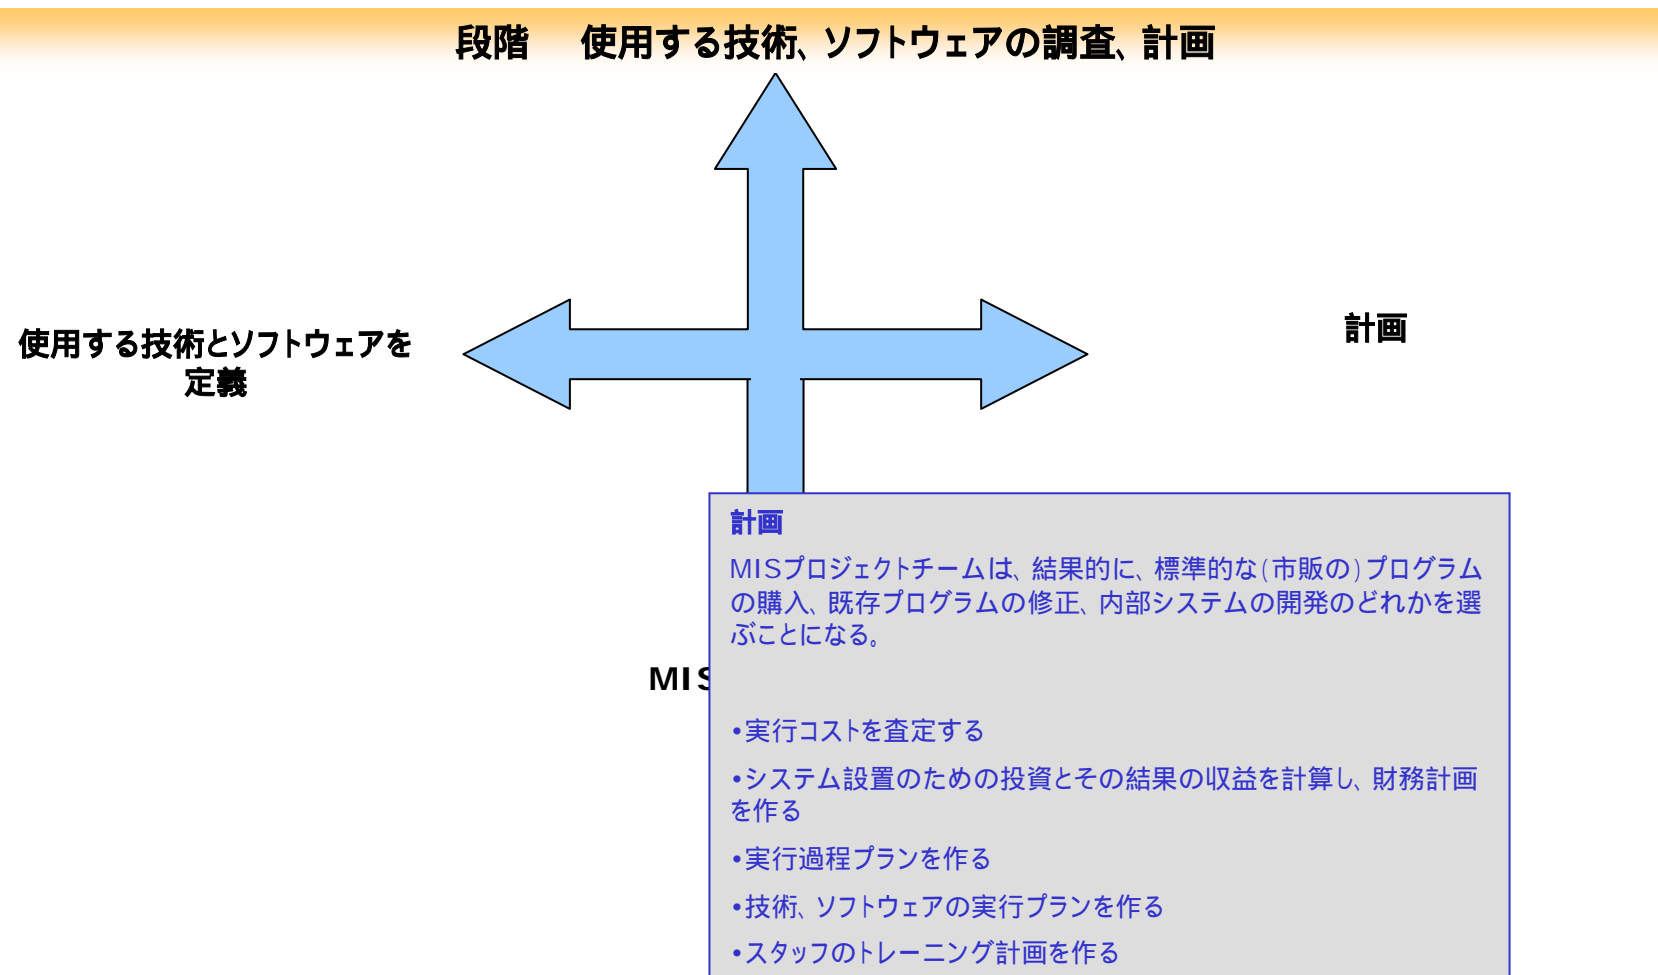 段階　使用する技術、ソフトウェアの調査、計画
使用する技術とソフトウェアを
定義
計画
計画
MISプロジェクトチームは、結果的に、標準的な(市販の)プログラム
の購入、既存プログラムの修正、内部システムの開発のどれかを選
ぶことになる。
MIS
•実行コストを査定する
•システム設置のための投資とその結果の収益を計算し、財務計画
を作る
•実行過程プランを作る
•技術、ソフトウェアの実行プランを作る
•スタッフのトレーニング計画を作る